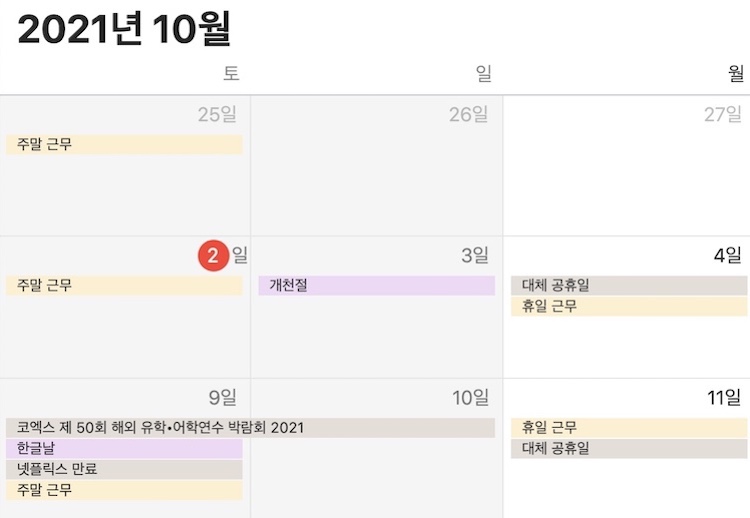 2021년 10월
토 일 월
25일 26일 27일
주말 근무
2일 3일 4일
주말 근무 개천절 대체 공휴일
휴일 근무
9일 10일 11일
코엑스 제 50회 해외 유학•어학연수 박람회 2021 휴일 근무
한글날 대체 공휴일
넷플릭스 만료
주말 근무